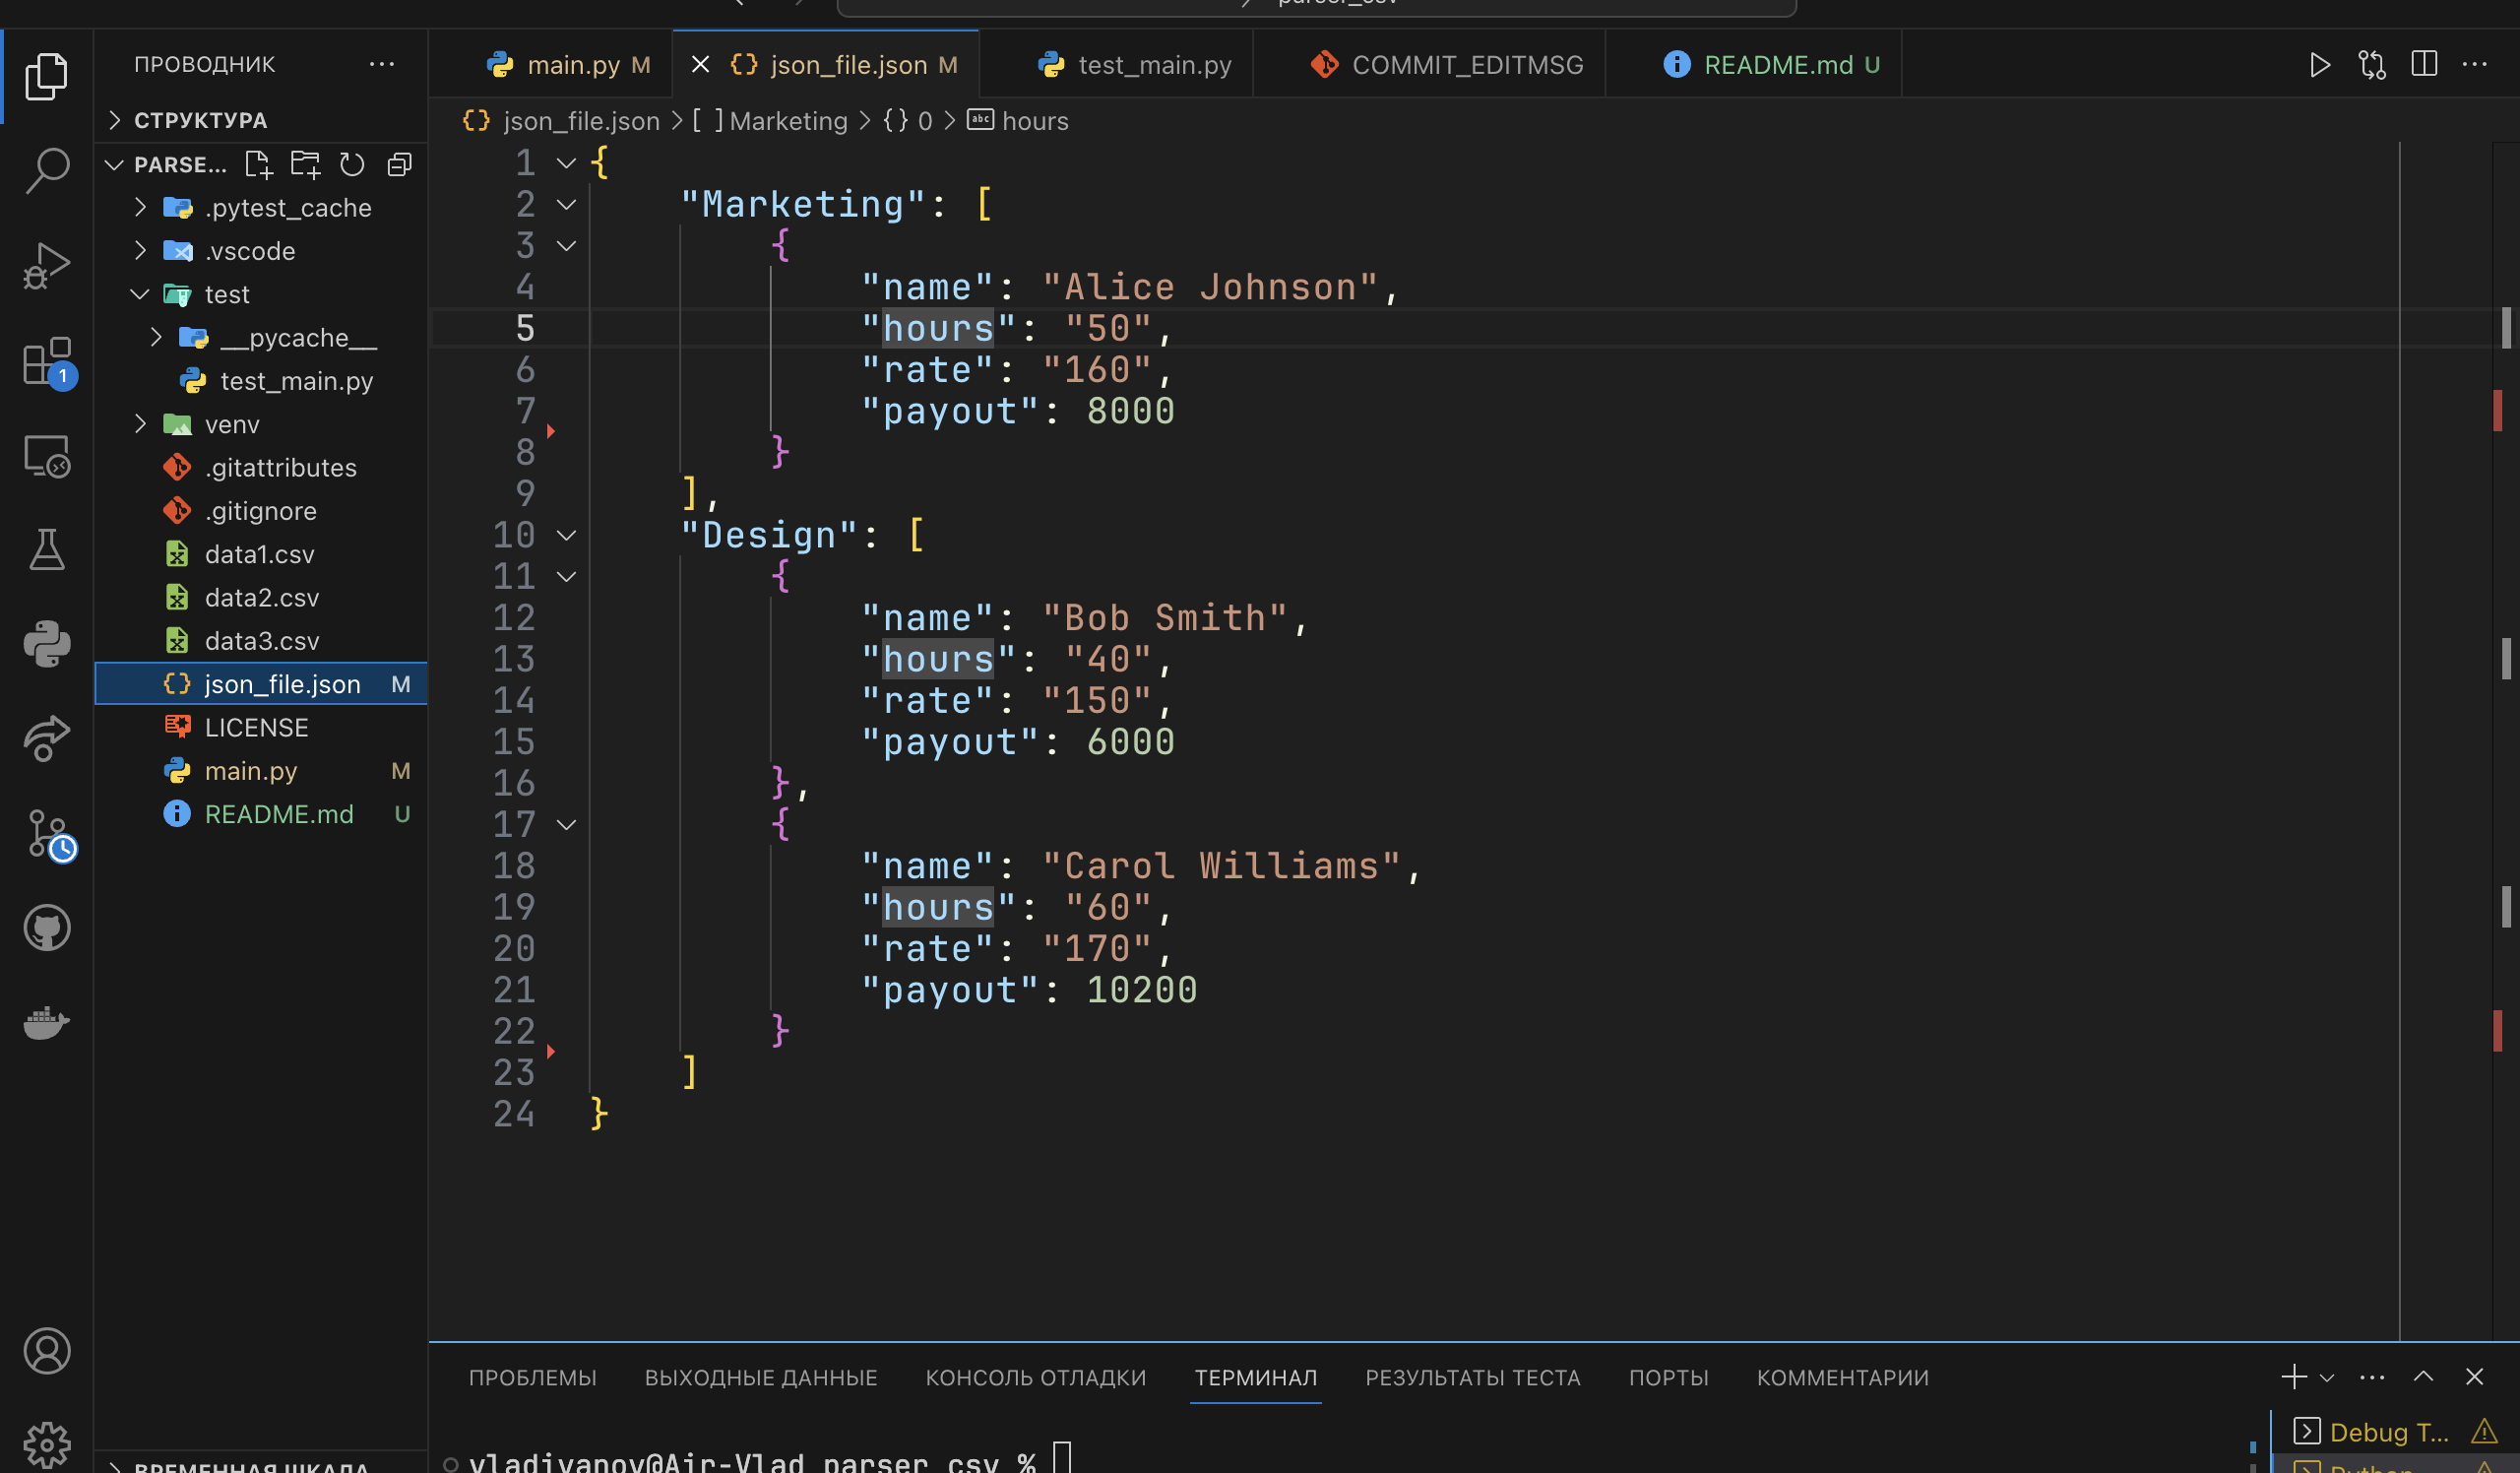 ПРОВОДНИК
СТРУКТУРА
PARSE...
.pytest_cache
.vscode
test
__pycache__
test_main.py
venv
.gitattributes
.gitignore
data1.csv
data2.csv
data3.csv
json_file.json M
LICENSE
main.py M
README.md U
ВРЕМЕННАЯ ШКАЛА
1
parser_csv
main.py M
json_file.json M
test_main.py
COMMIT_EDITMSG
README.md U
{} json_file.json > [ ] Marketing > {} 0 > abc hours
1 {
2 "Marketing": [
3 {
4 "name": "Alice Johnson",
5 "hours": "50",
6 "rate": "160",
7 "payout": 8000
8 }
9 ],
10 "Design": [
11 {
12 "name": "Bob Smith",
13 "hours": "40",
14 "rate": "150",
15 "payout": 6000
16 },
17 {
18 "name": "Carol Williams",
19 "hours": "60",
20 "rate": "170",
21 "payout": 10200
22 }
23 ]
24 }
ПРОБЛЕМЫ ВЫХОДНЫЕ ДАННЫЕ КОНСОЛЬ ОТЛАДКИ ТЕРМИНАЛ РЕЗУЛЬТАТЫ ТЕСТА ПОРТЫ КОММЕНТАРИИ
vladivanov@Air-Vlad parser_csv %
Debug T...
Python